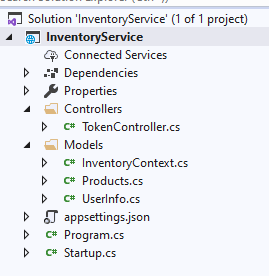 Solution 'InventoryService' (1 of 1 project)
InventoryService
Connected Services
Dependencies
Properties
Controllers
C# TokenController.cs
Models
C# InventoryContext.cs
C# Products.cs
C# UserInfo.cs
appsettings.json
C# Program.cs
C# Startup.cs